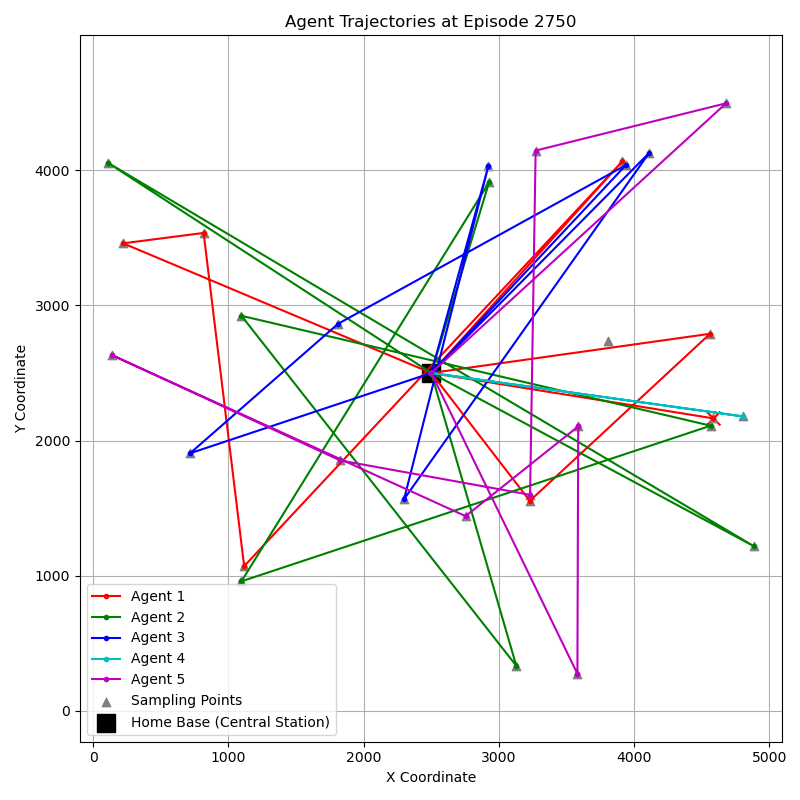 Agent Trajectories at Episode 2750
Y Coordinate
4000
3000
2000
1000
0
Agent 1
Agent 2
Agent 3
Agent 4
Agent 5
Sampling Points
Home Base (Central Station)
0 1000 2000 3000 4000 5000
X Coordinate